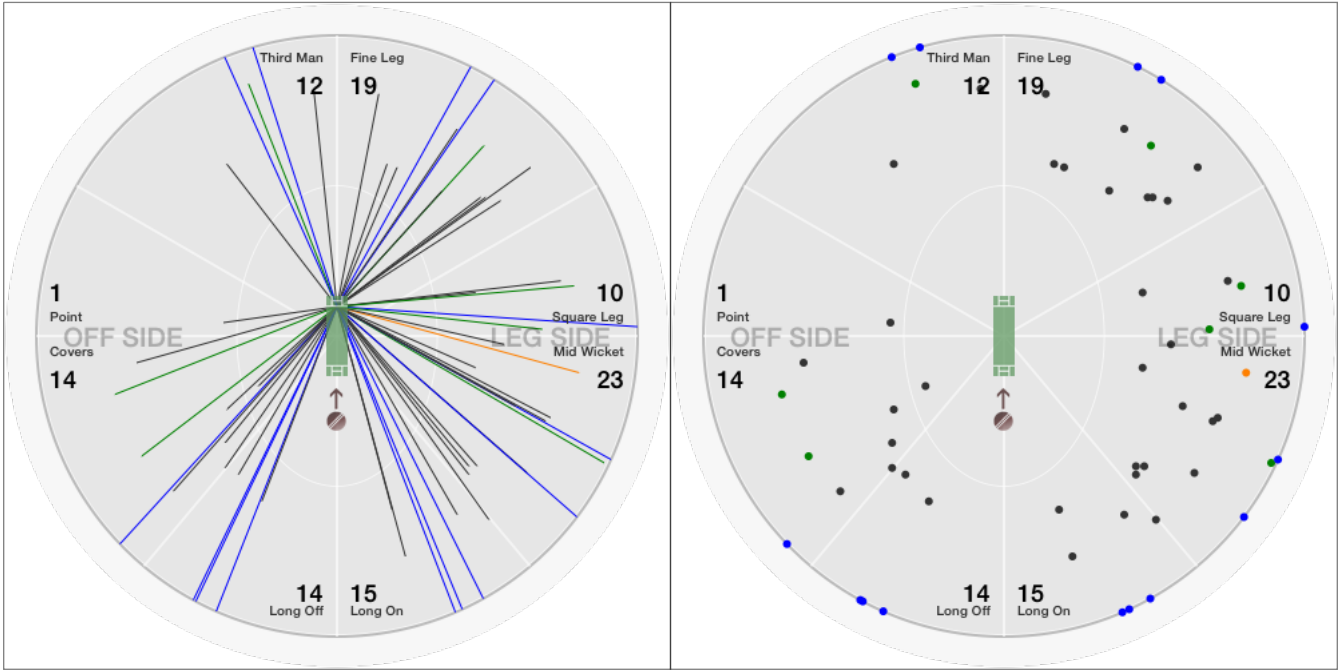 Third Man
Fine Leg
12
19
1
Point
10
Square Leg
OFF SIDE
LEG SIDE
Covers
14
Mid Wicket
23
14
Long Off
15
Long On
Third Man
Fine Leg
12
19
1
Point
10
Square Leg
OFF SIDE
LEG SIDE
Covers
14
Mid Wicket
23
14
Long Off
15
Long On